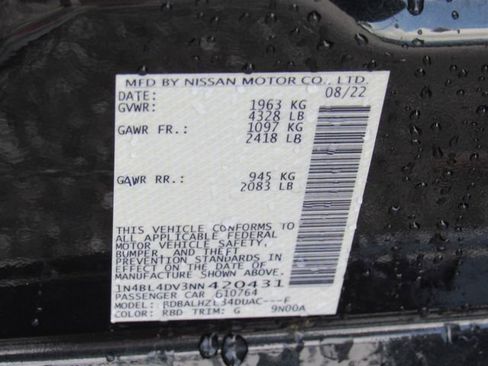 MFD BY NISSAN MOTOR CO., LTD.
DATE: 08/22
GVWR: 1963 KG
4328 LB
GAWR FR.: 1097 KG
2418 LB
GAWR RR.: 945 KG
2083 LB
THIS VEHICLE CONFORMS TO
ALL APPLICABLE FEDERAL
MOTOR VEHICLE SAFETY,
BUMPER, AND THEFT
PREVENTION STANDARDS IN
EFFECT ON THE DATE OF
MANUFACTURE SHOWN ABOVE.
1N4BL4DV3NN 420431
PASSENGER CAR 610764
MODEL: BDBALHZL34DUAC---F
COLOR: RBD TRIM: G 9N00A